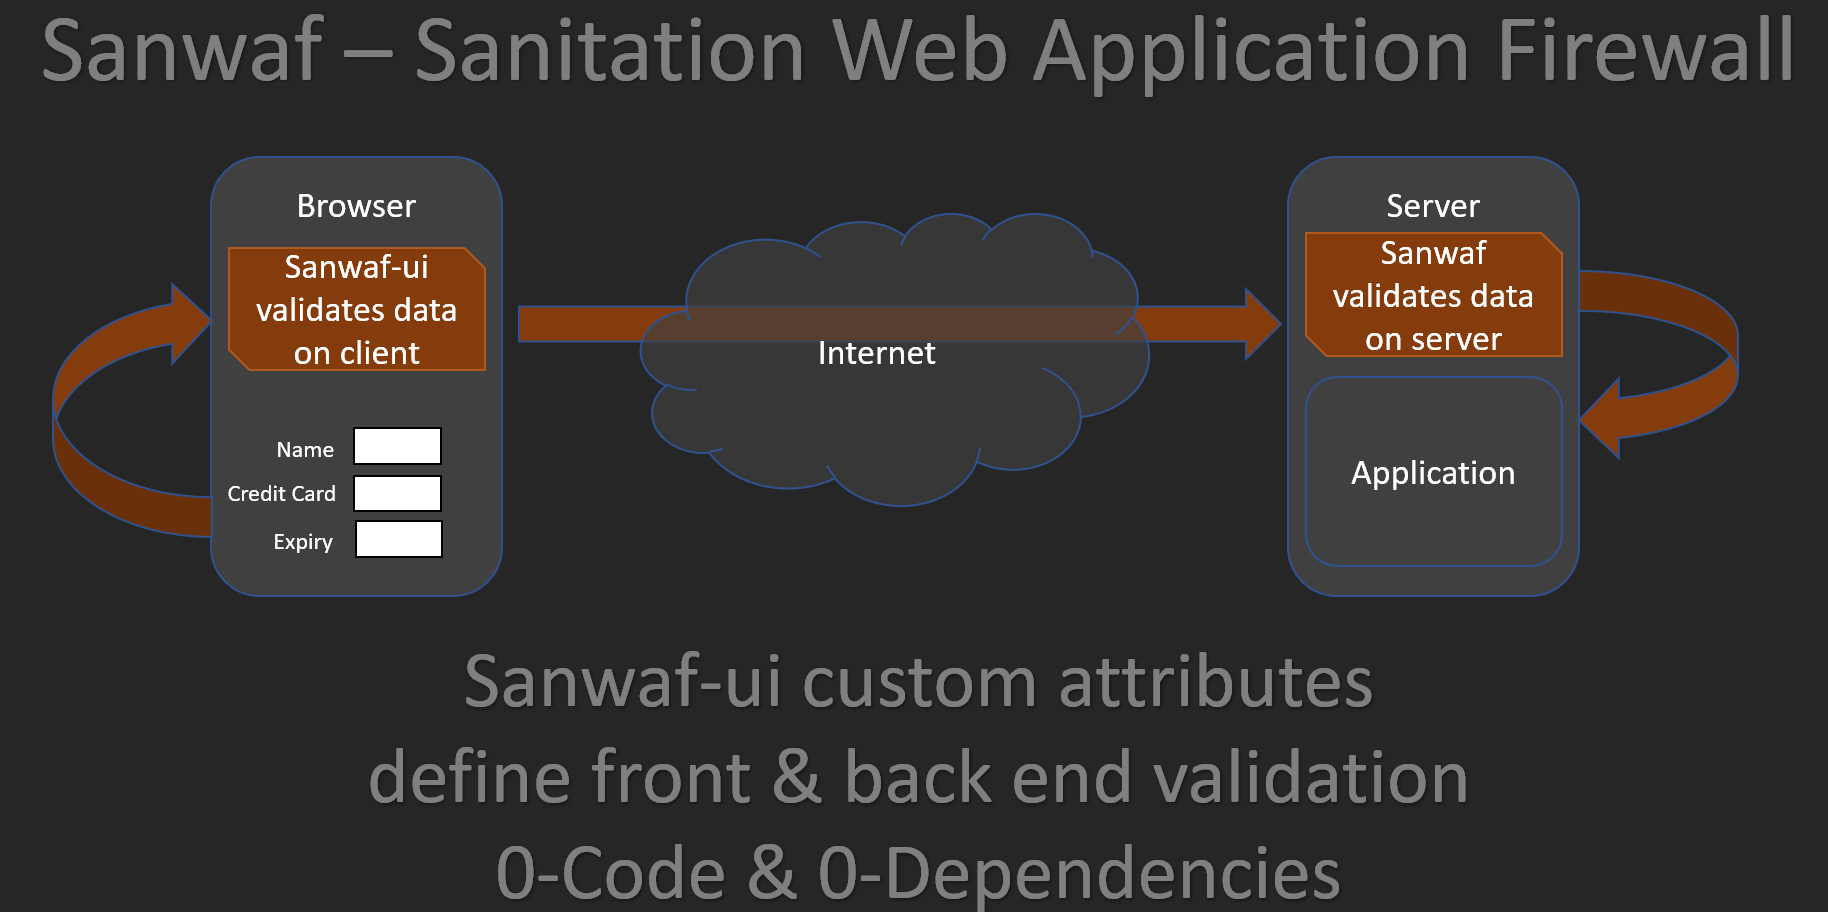 Sanwaf – Sanitation Web Application Firewall
Browser
Sanwaf-ui
validates data
on client
Name
Credit Card
Expiry
Internet
Server
Sanwaf
validates data
on server
Application
Sanwaf-ui custom attributes
define front & back end validation
0-Code & 0-Dependencies